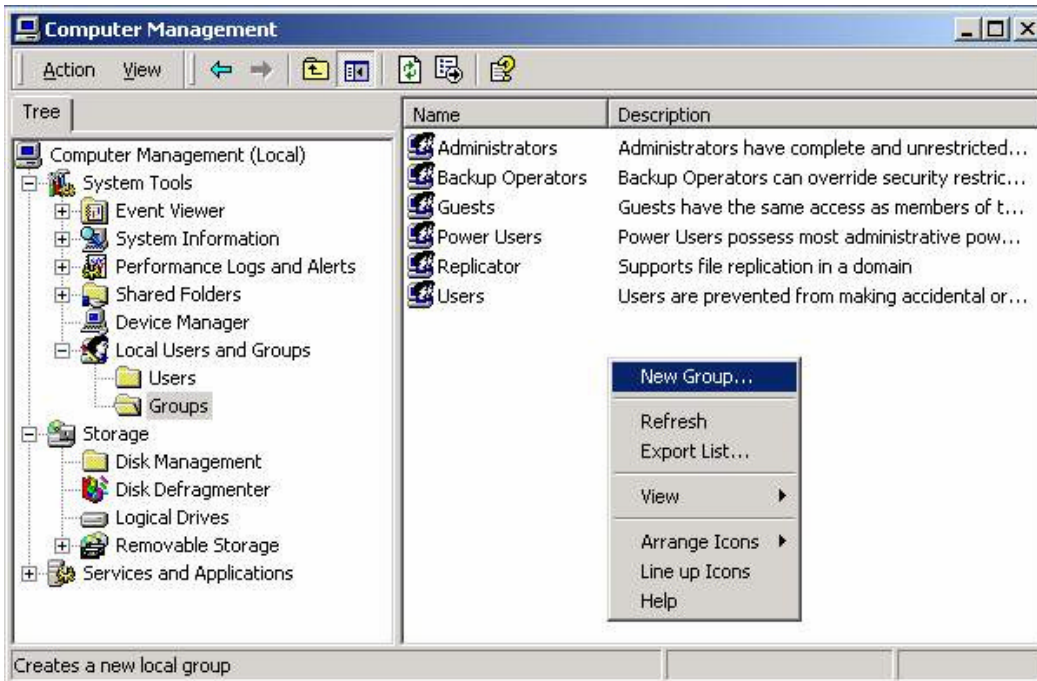 Computer Management
Action View
Tree
Name Description
Computer Management (Local)
System Tools
Event Viewer
System Information
Performance Logs and Alerts
Shared Folders
Device Manager
Local Users and Groups
Users
Groups
Storage
Disk Management
Disk Defragmenter
Logical Drives
Removable Storage
Services and Applications
Administrators Administrators have complete and unrestricted...
Backup Operators Backup Operators can override security restric...
Guests Guests have the same access as members of t...
Power Users Power Users possess most administrative pow...
Replicator Supports file replication in a domain
Users Users are prevented from making accidental or...
New Group...
Refresh
Export List...
View
Arrange Icons
Line up Icons
Help
Creates a new local group